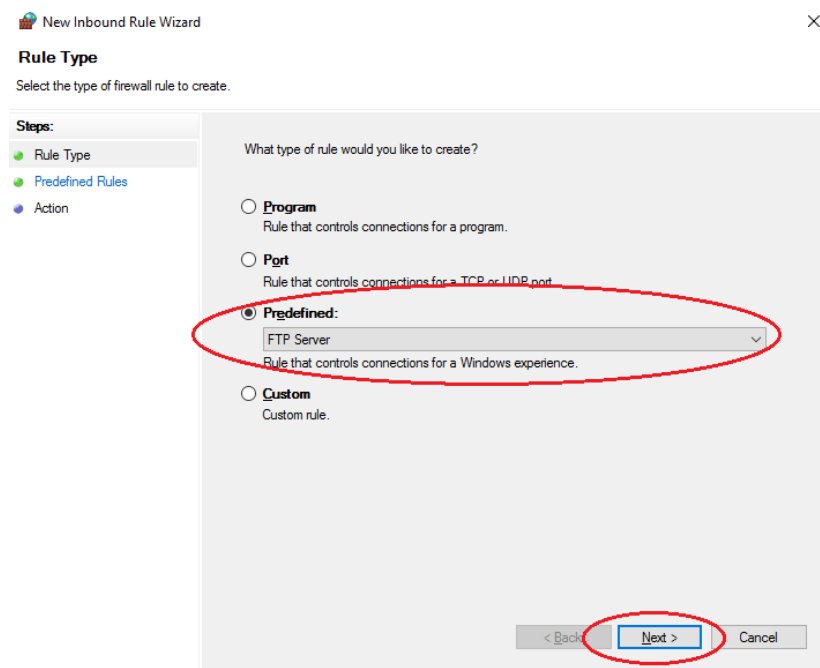 New Inbound Rule Wizard
Rule Type
Select the type of firewall rule to create.
Steps:
Rule Type
Predefined Rules
Action
What type of rule would you like to create?
Program
Rule that controls connections for a program.
Port
Rule that controls connections for a TCP or UDP port.
Predefined:
FTP Server
Rule that controls connections for a Windows experience.
Custom
Custom rule.
< Back
Next >
Cancel